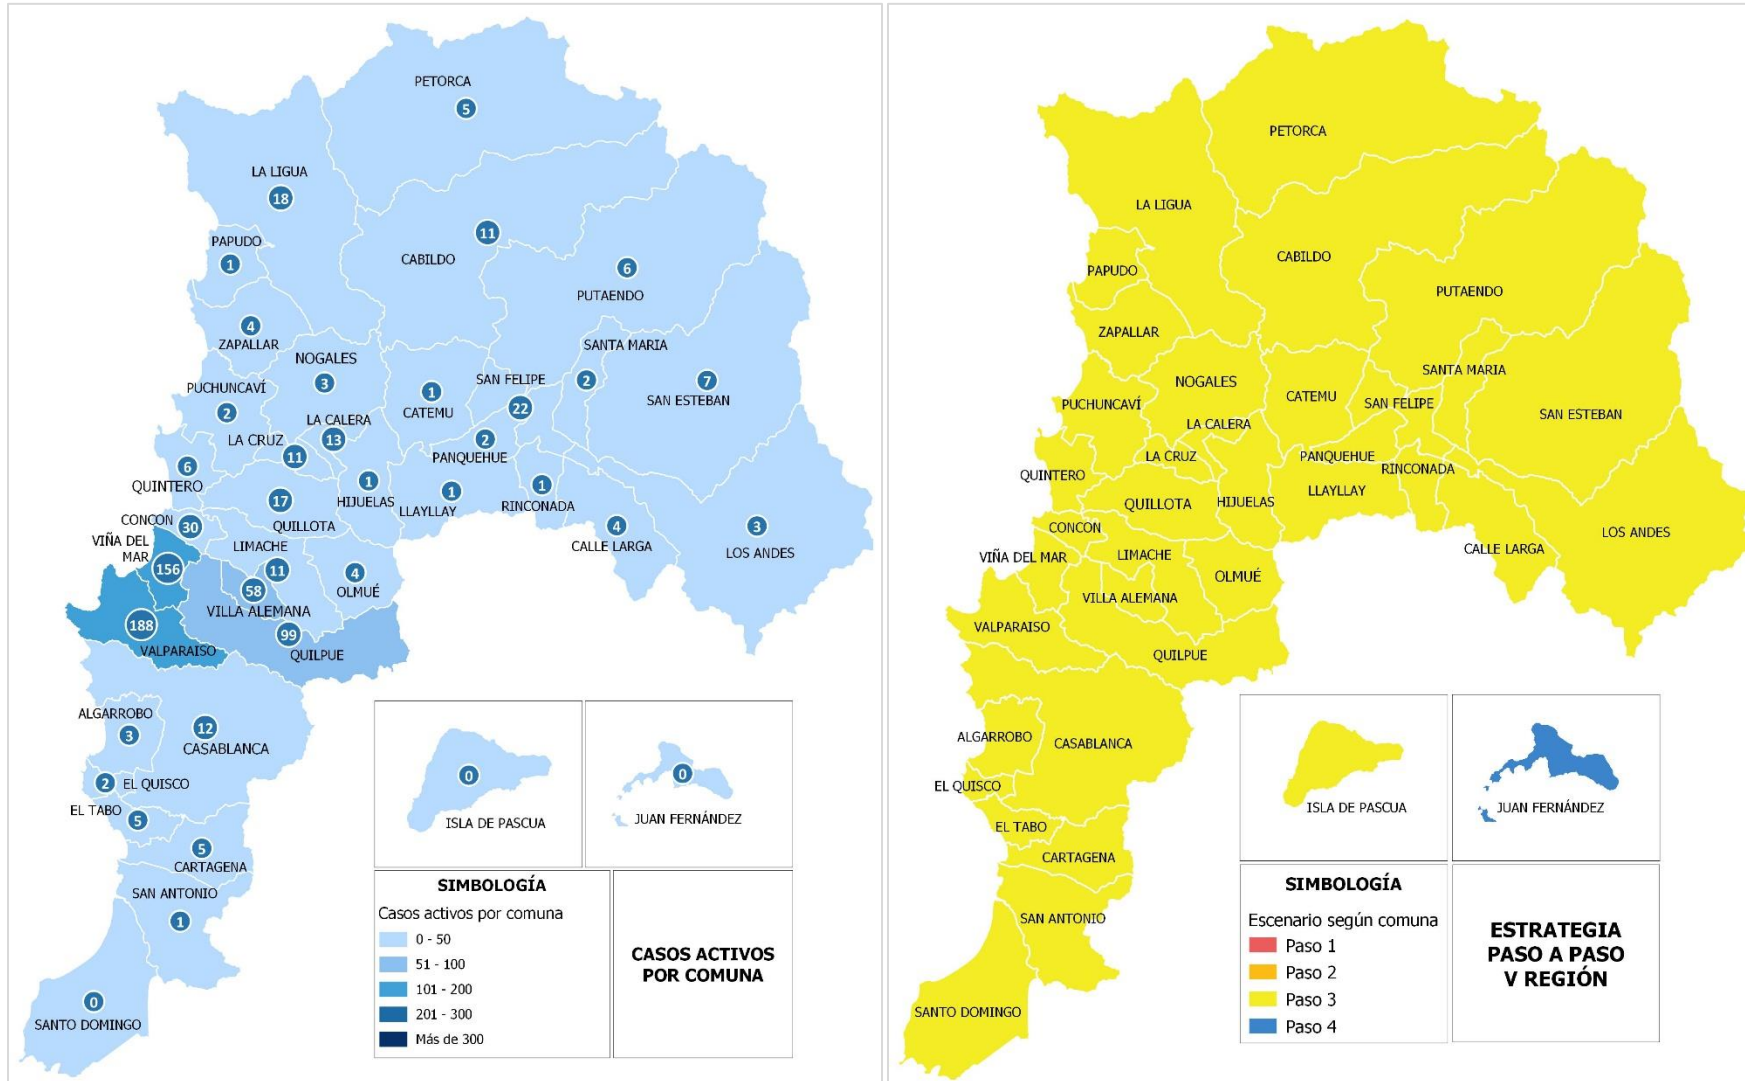 PETORCA
5
LA LIGUA
18
PAPUDO
1
11
CABILDO
6
PUTAENDO
4
ZAPALLAR
NOGALES
3
SANTA MARIA
2
SAN FELIPE
22
7
SAN ESTEBAN
PUCHUNCAVÍ
2
1
CATEMU
LA CALERA
13
LA CRUZ
11
2
PANQUEHUE
6
QUINTERO
17
QUILLOTA
1
HIJUELAS
1
LLAYLLAY
1
RINCONADA
4
CALLE LARGA
3
LOS ANDES
CONCON
30
VIÑA DEL
MAR
156
LIMACHE
11
4
OLMUÉ
58
VILLA ALEMANA
188
VALPARAISO
99
QUILPUE
ALGARROBO
3
12
CASABLANCA
2
EL QUISCO
EL TABO
5
5
CARTAGENA
SAN ANTONIO
1
0
SANTO DOMINGO
0
ISLA DE PASCUA
0
JUAN FERNÁNDEZ
SIMBOLOGÍA
Casos activos por comuna
0 - 50
51 - 100
101 - 200
201 - 300
Más de 300
CASOS ACTIVOS
POR COMUNA
PETORCA
LA LIGUA
CABILDO
PAPUDO
PUTAENDO
ZAPALLAR
SANTA MARIA
NOGALES
CATEMU
SAN FELIPE
PUCHUNCAVÍ
SAN ESTEBAN
LA CALERA
LA CRUZ
PANQUEHUE
RINCONADA
QUINTERO
LLAYLLAY
QUILLOTA
HIJUELAS
CONCON
LOS ANDES
CALLE LARGA
VIÑA DEL MAR
LIMACHE
OLMUÉ
VILLA ALEMANA
VALPARAISO
QUILPUE
ALGARROBO
CASABLANCA
EL QUISCO
EL TABO
CARTAGENA
SAN ANTONIO
SANTO DOMINGO
ISLA DE PASCUA
JUAN FERNÁNDEZ
SIMBOLOGÍA
Escenario según comuna
Paso 1
Paso 2
Paso 3
Paso 4
ESTRATEGIA
PASO A PASO
V REGIÓN